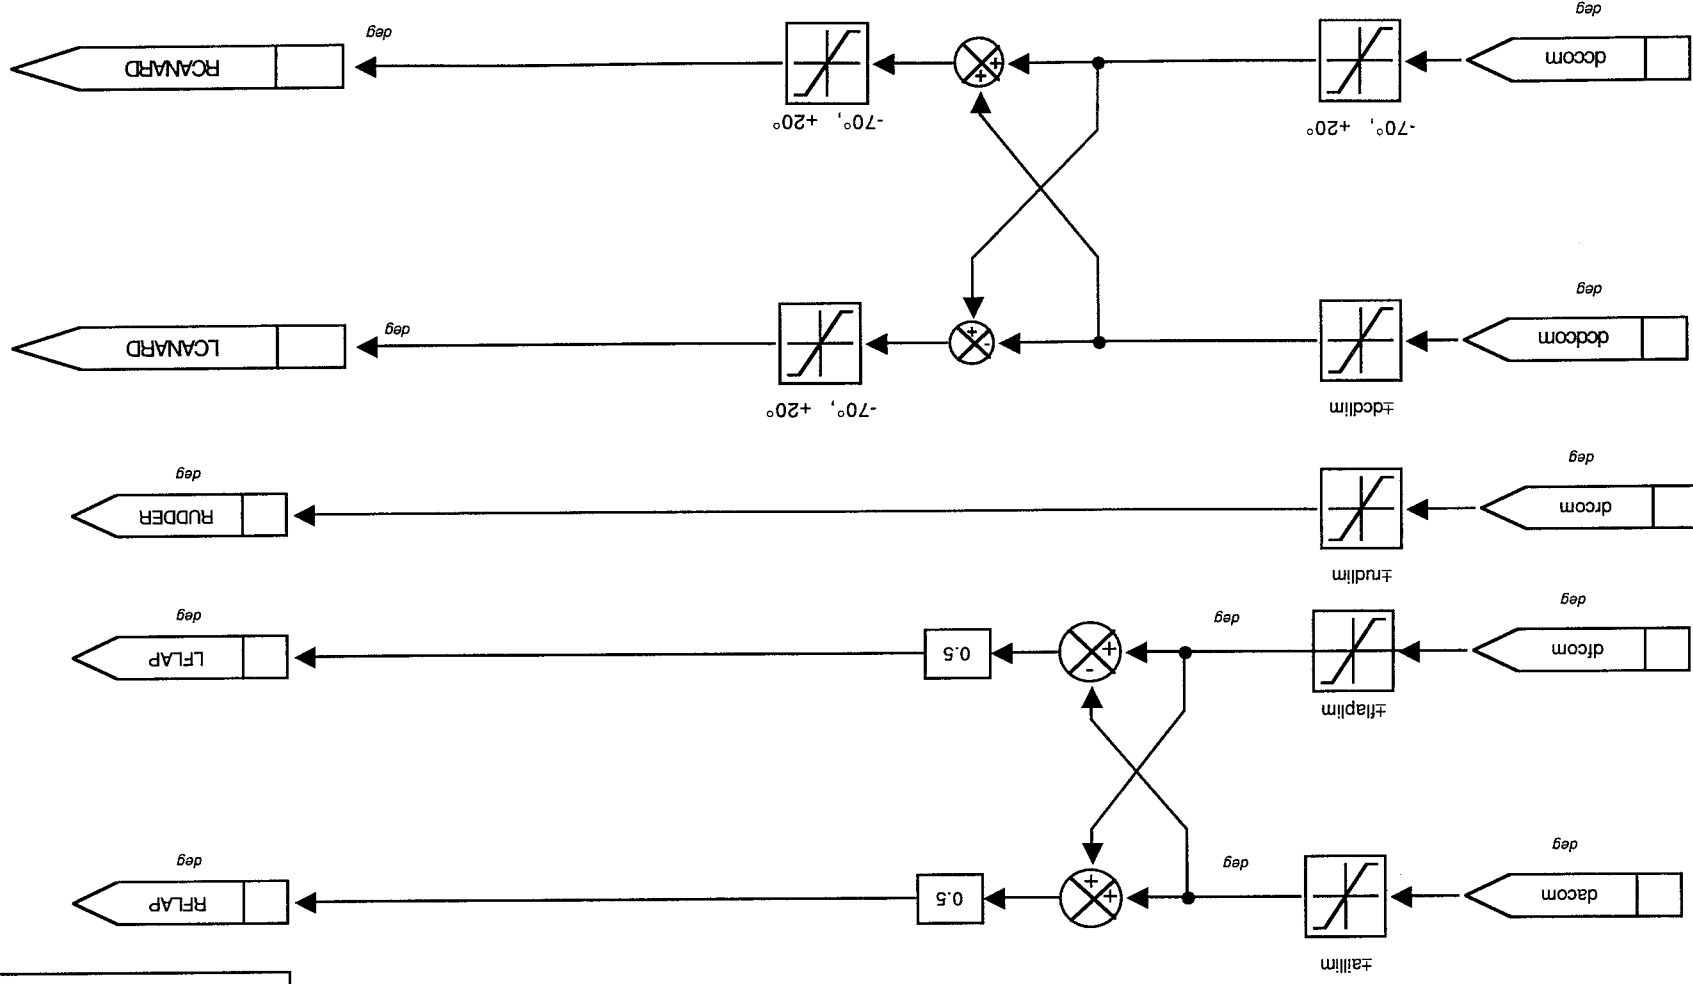 ±aillim
dacom
+
+
0.5
RFLAP
deg
deg
deg
±flaplim
dfcom
+
-
0.5
LFLAP
deg
deg
deg
±rudlim
drcom
RUDDER
deg
deg
±dcdlim
-70°, +20°
dcdcom
-
+
LCANARD
deg
deg
-70°, +20°
-70°, +20°
dccom
+
+
RCANARD
deg
deg